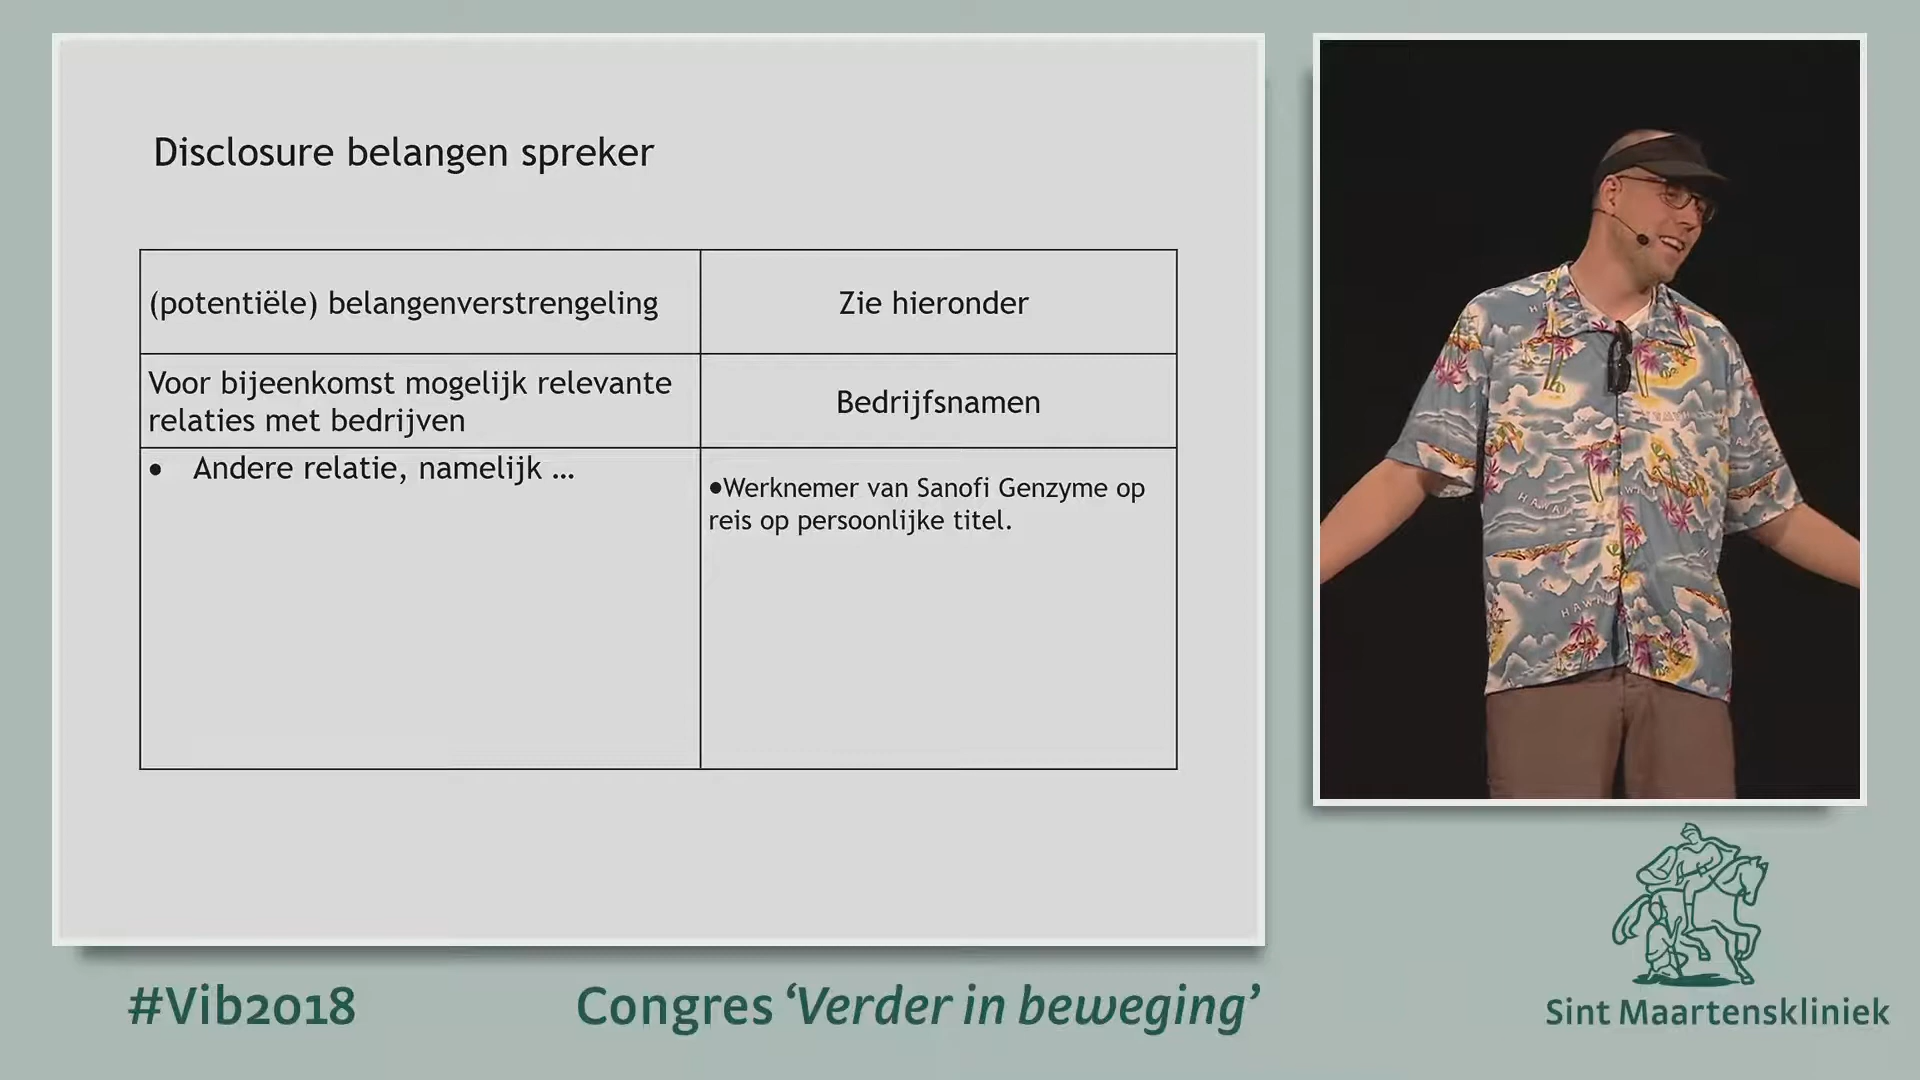 Disclosure belangen spreker
(potentiële) belangenverstrengeling
Zie hieronder
Voor bijeenkomst mogelijk relevante
relaties met bedrijven
Bedrijfsnamen
• Andere relatie, namelijk …
•Werknemer van Sanofi Genzyme op
reis op persoonlijke titel.
HAWAII
#Vib2018
Congres ‘Verder in beweging’
Sint Maartenskliniek